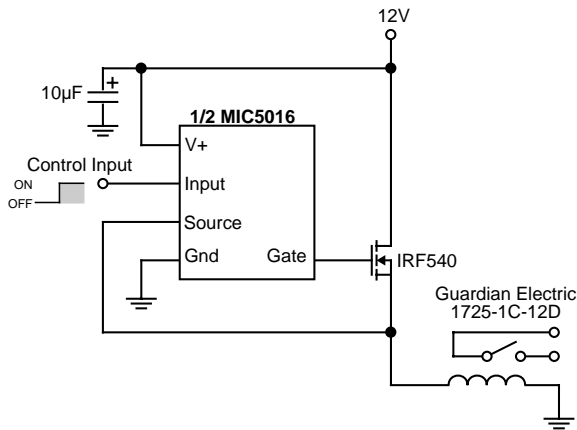 12V
+
10µF
1/2 MIC5016
V+
Control Input
ON
OFF
Input
Source
Gnd
Gate
IRF540
Guardian Electric
1725-1C-12D